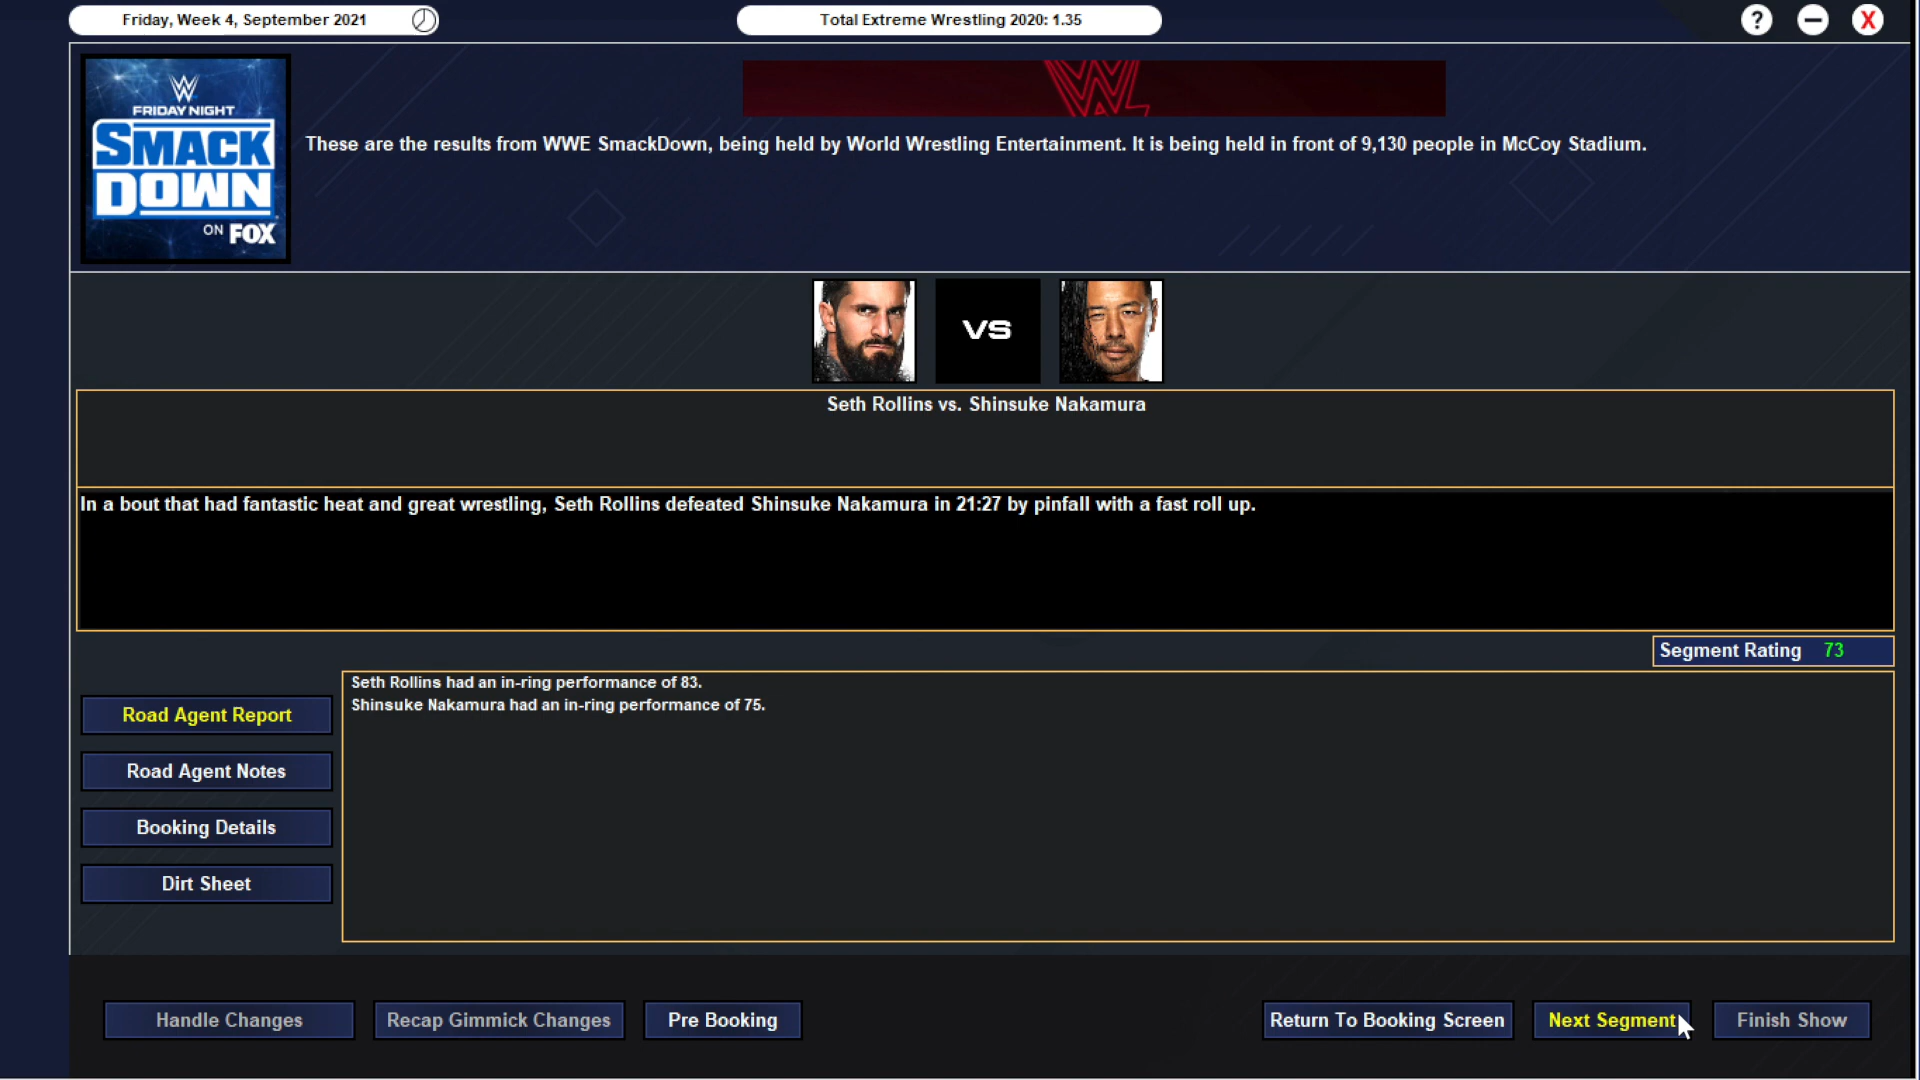 Friday, Week 4, September 2021
Total Extreme Wrestling 2020: 1.35
?
X
W
FRIDAY NIGHT
SMACK
DOWN
ON FOX
These are the results from WWE SmackDown, being held by World Wrestling Entertainment. It is being held in front of 9,130 people in McCoy Stadium.
VS
Seth Rollins vs. Shinsuke Nakamura
In a bout that had fantastic heat and great wrestling, Seth Rollins defeated Shinsuke Nakamura in 21:27 by pinfall with a fast roll up.
Segment Rating 73
Seth Rollins had an in-ring performance of 83.
Shinsuke Nakamura had an in-ring performance of 75.
Road Agent Report
Road Agent Notes
Booking Details
Dirt Sheet
Handle Changes
Recap Gimmick Changes
Pre Booking
Return To Booking Screen
Next Segment
Finish Show